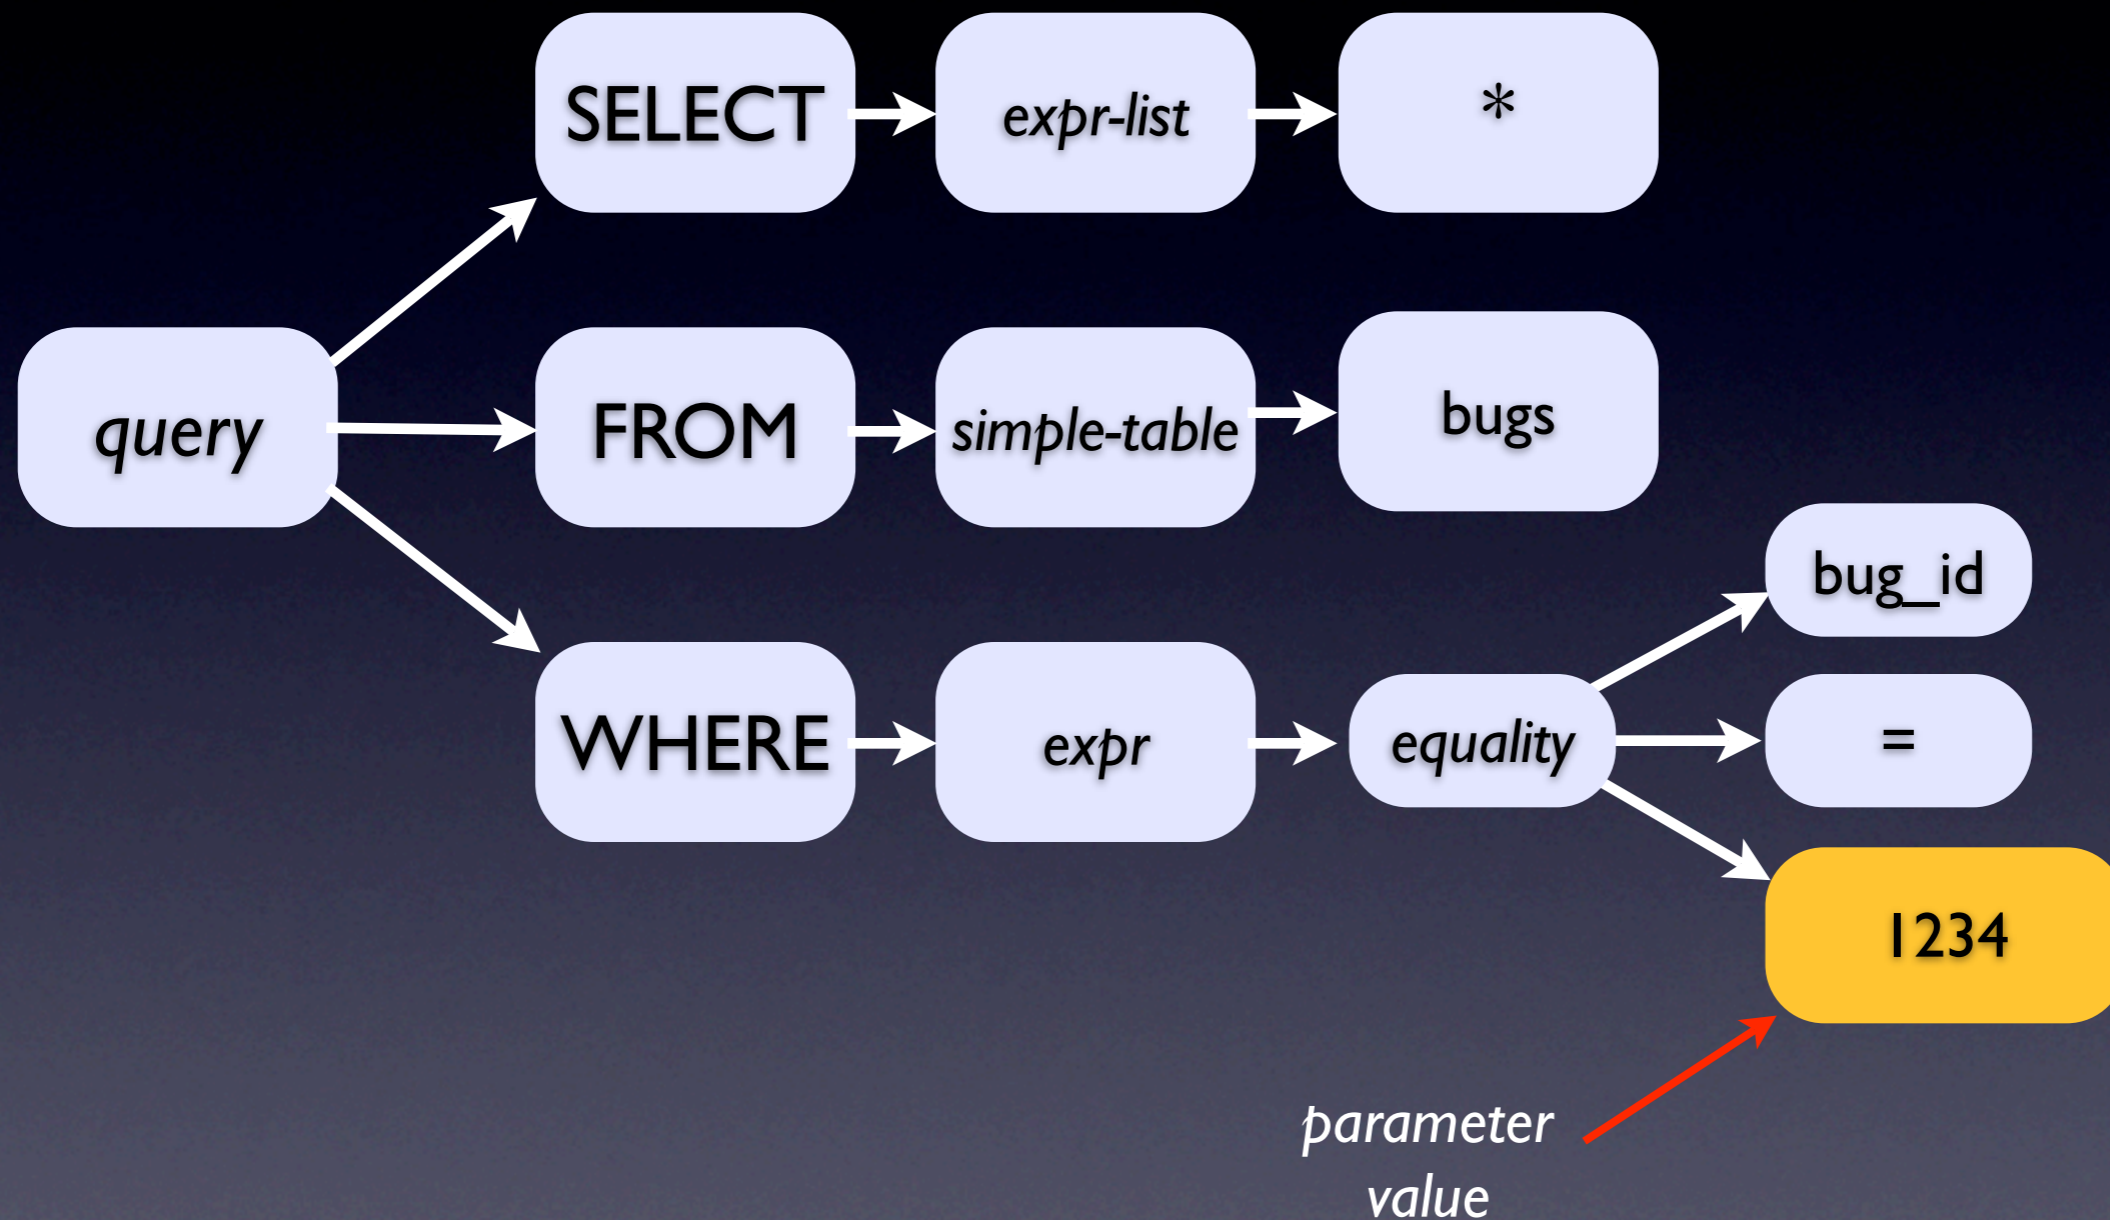 SELECT
expr-list
*
query
FROM
simple-table
bugs
WHERE
expr
equality
bug_id
=
1234
parameter
value